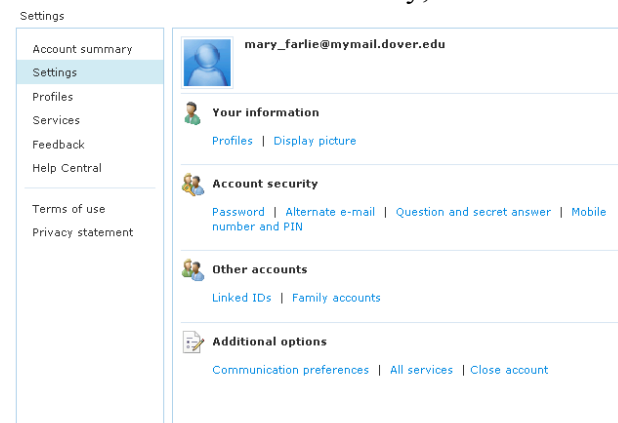 Settings
Account summary
Settings
Profiles
Services
Feedback
Help Central
Terms of use
Privacy statement
mary_farlie@mymail.dover.edu
Your information
Profiles | Display picture
Account security
Password | Alternate e-mail | Question and secret answer | Mobile
number and PIN
Other accounts
Linked IDs | Family accounts
Additional options
Communication preferences | All services | Close account